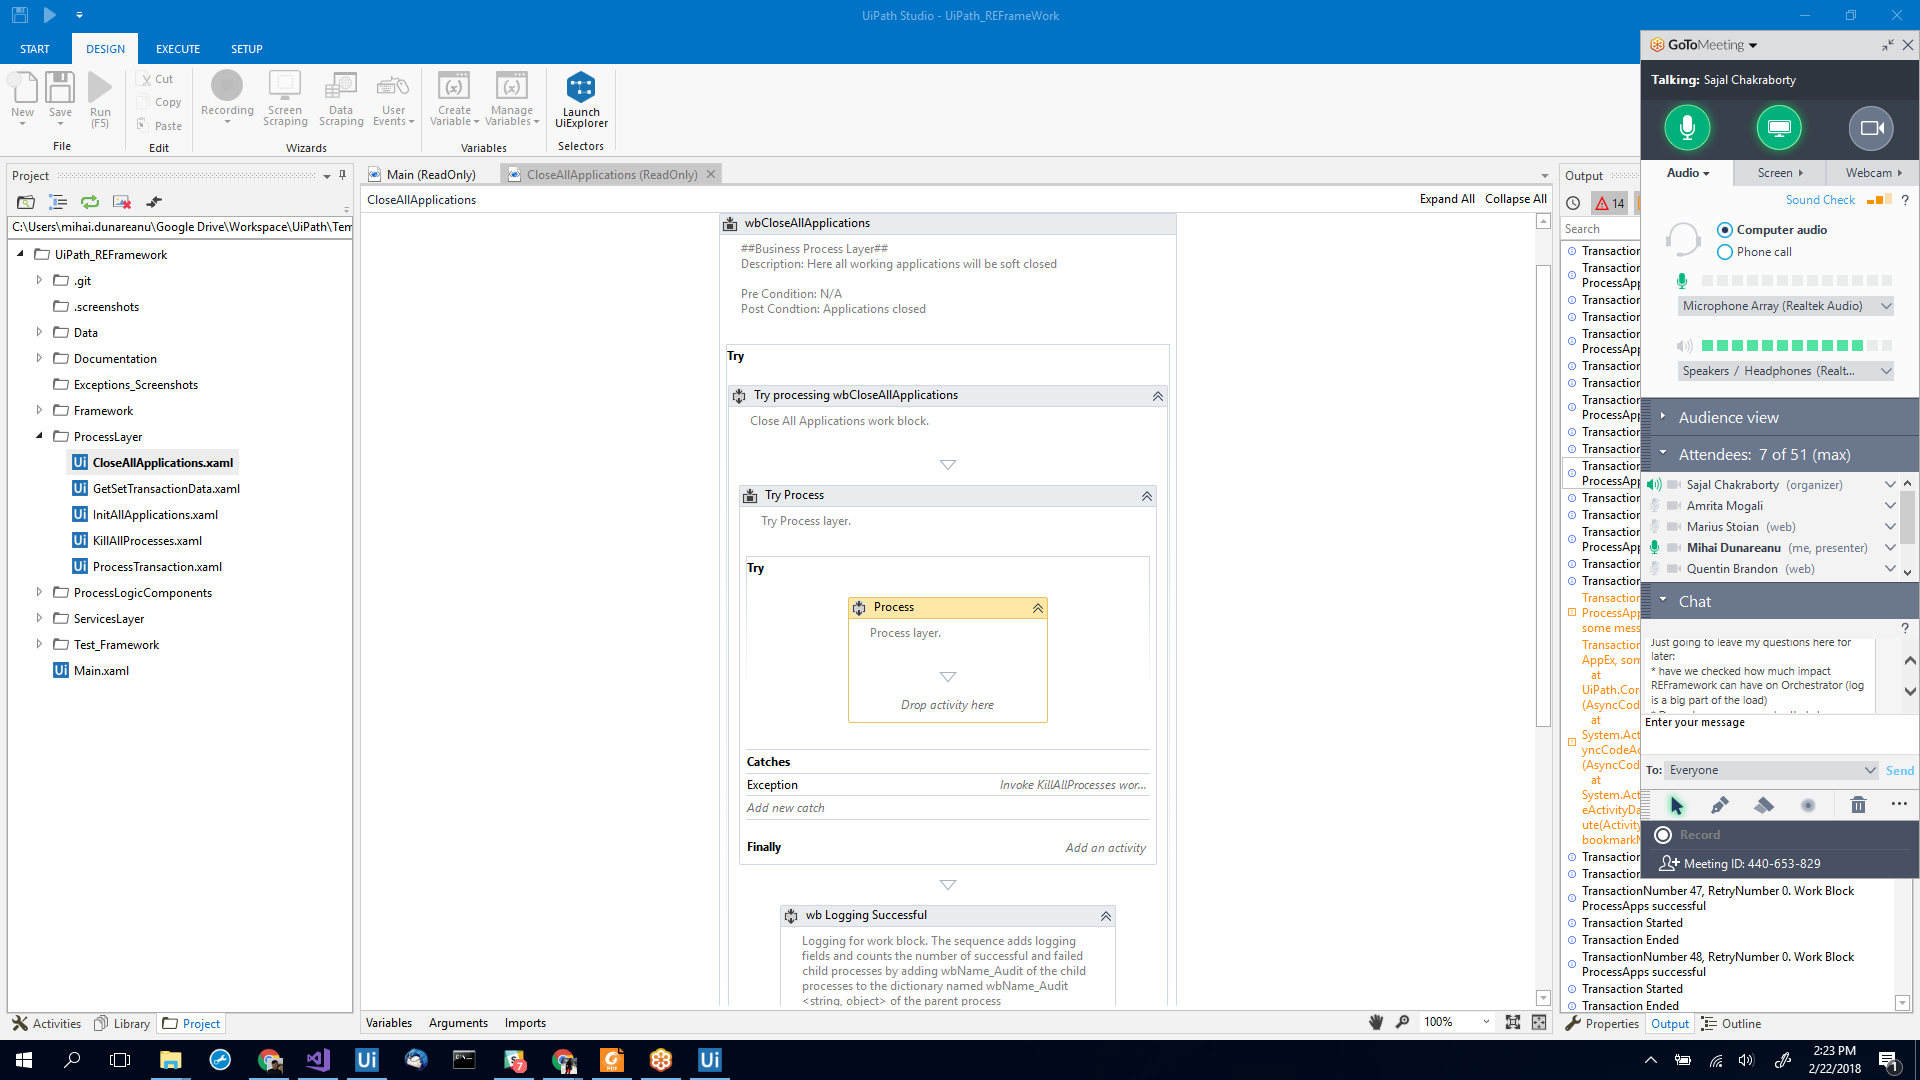 UiPath Studio - UiPath_REFrameWork
START
DESIGN
EXECUTE
SETUP
New
Save
Run
(F5)
File
Cut
Copy
Paste
Edit
Recording
Screen
Scraping
Data
Scraping
User
Events
Wizards
Create
Variable
Manage
Variables
Variables
Launch
UiExplorer
Selectors
Project
C:\Users\mihai.dunareanu\Google Drive\Workspace\UiPath\Tem
UiPath_REFramework
.git
.screenshots
Data
Documentation
Exceptions_Screenshots
Framework
ProcessLayer
CloseAllApplications.xaml
GetSetTransactionData.xaml
InitAllApplications.xaml
KillAllProcesses.xaml
ProcessTransaction.xaml
ProcessLogicComponents
ServicesLayer
Test_Framework
Main.xaml
Activities
Library
Project
Main (ReadOnly)
CloseAllApplications (ReadOnly)
CloseAllApplications
Expand All
Collapse All
wbCloseAllApplications
##Business Process Layer##
Description: Here all working applications will be soft closed
Pre Condition: N/A
Post Condition: Applications closed
Try
Try processing wbCloseAllApplications
Close All Applications work block.
Try Process
Try Process layer.
Try
Process
Process layer.
Drop activity here
Catches
Exception
Invoke KillAllProcesses wor...
Add new catch
Finally
Add an activity
wb Logging Successful
Logging for work block. The sequence adds logging
fields and counts the number of successful and failed
child processes by adding wbName_Audit of the child
processes to the dictionary named wbName_Audit
<string, object> of the parent process
Variables
Arguments
Imports
100%
Output
14
Search
Transaction
Transaction
ProcessApp
Transaction
Transaction
Transaction
ProcessApp
Transaction
Transaction
Transaction
ProcessApp
Transaction
Transaction
Transaction
ProcessApp
Transaction
Transaction
Transaction
ProcessApp
Transaction
Transaction
Transaction
ProcessAp
some mess
Transaction
AppEx, son
at
UiPath.Cor
(AsyncCod
at
System.Act
yncCodeAc
(AsyncCod
at
System.Act
eActivityDa
ute(Activity
bookmarkM
Transaction
Transaction
TransactionNumber 47, RetryNumber 0. Work Block
ProcessApps successful
Transaction Started
Transaction Ended
TransactionNumber 48, RetryNumber 0. Work Block
ProcessApps successful
Transaction Started
Transaction Ended
Properties
Output
Outline
GoToMeeting
Talking: Sajal Chakraborty
Audio
Screen
Webcam
Sound Check
?
Computer audio
Phone call
Microphone Array (Realtek Audio)
Speakers / Headphones (Realt...
Audience view
Attendees: 7 of 51 (max)
Sajal Chakraborty (organizer)
Amrita Mogali
Marius Stoian (web)
Mihai Dunareanu (me, presenter)
Quentin Brandon (web)
Chat
?
Just going to leave my questions here for
later:
* have we checked how much impact
REFramework can have on Orchestrator (log
is a big part of the load)
Enter your message
To: Everyone
Send
Record
Meeting ID: 440-653-829
2:23 PM
2/22/2018